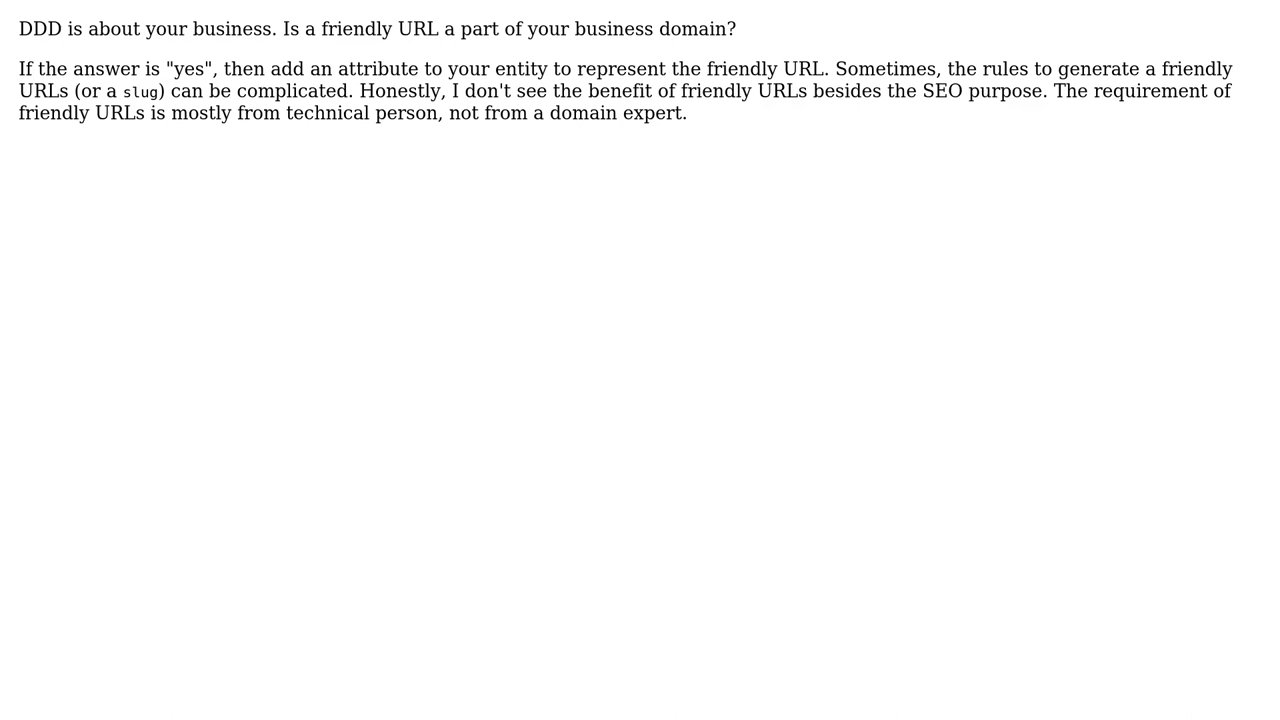 DDD is about your business. Is a friendly URL a part of your business domain?
If the answer is "yes", then add an attribute to your entity to represent the friendly URL. Sometimes, the rules to generate a friendly
URLs (or a slug) can be complicated. Honestly, I don't see the benefit of friendly URLs besides the SEO purpose. The requirement of
friendly URLs is mostly from technical person, not from a domain expert.